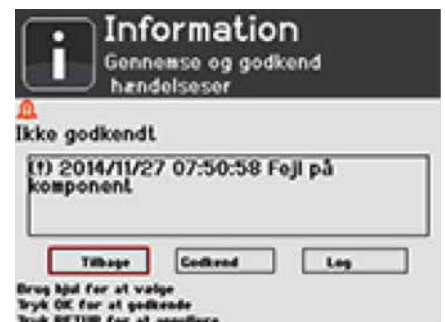 Information
Gennemse og godkend
hændelseser
Ikke godkendt
(!) 2014/11/27 07:50:58 Fejl på
komponent
Tilbage Godkend Log
Brug hjul for at vælge
Tryk OK for at godkende
Tryk RETUR for at annullere